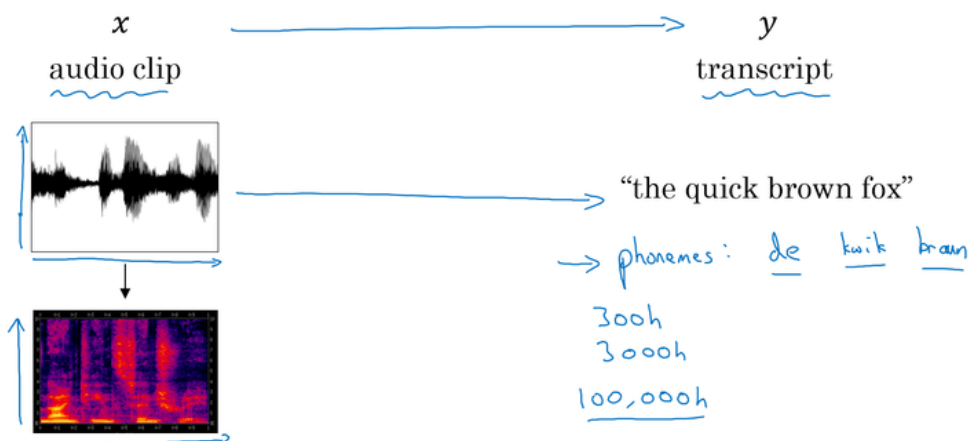 x y
audio clip transcript
“the quick brown fox”
→ phonemes : de kwik braun
300h
3000h
100,000h